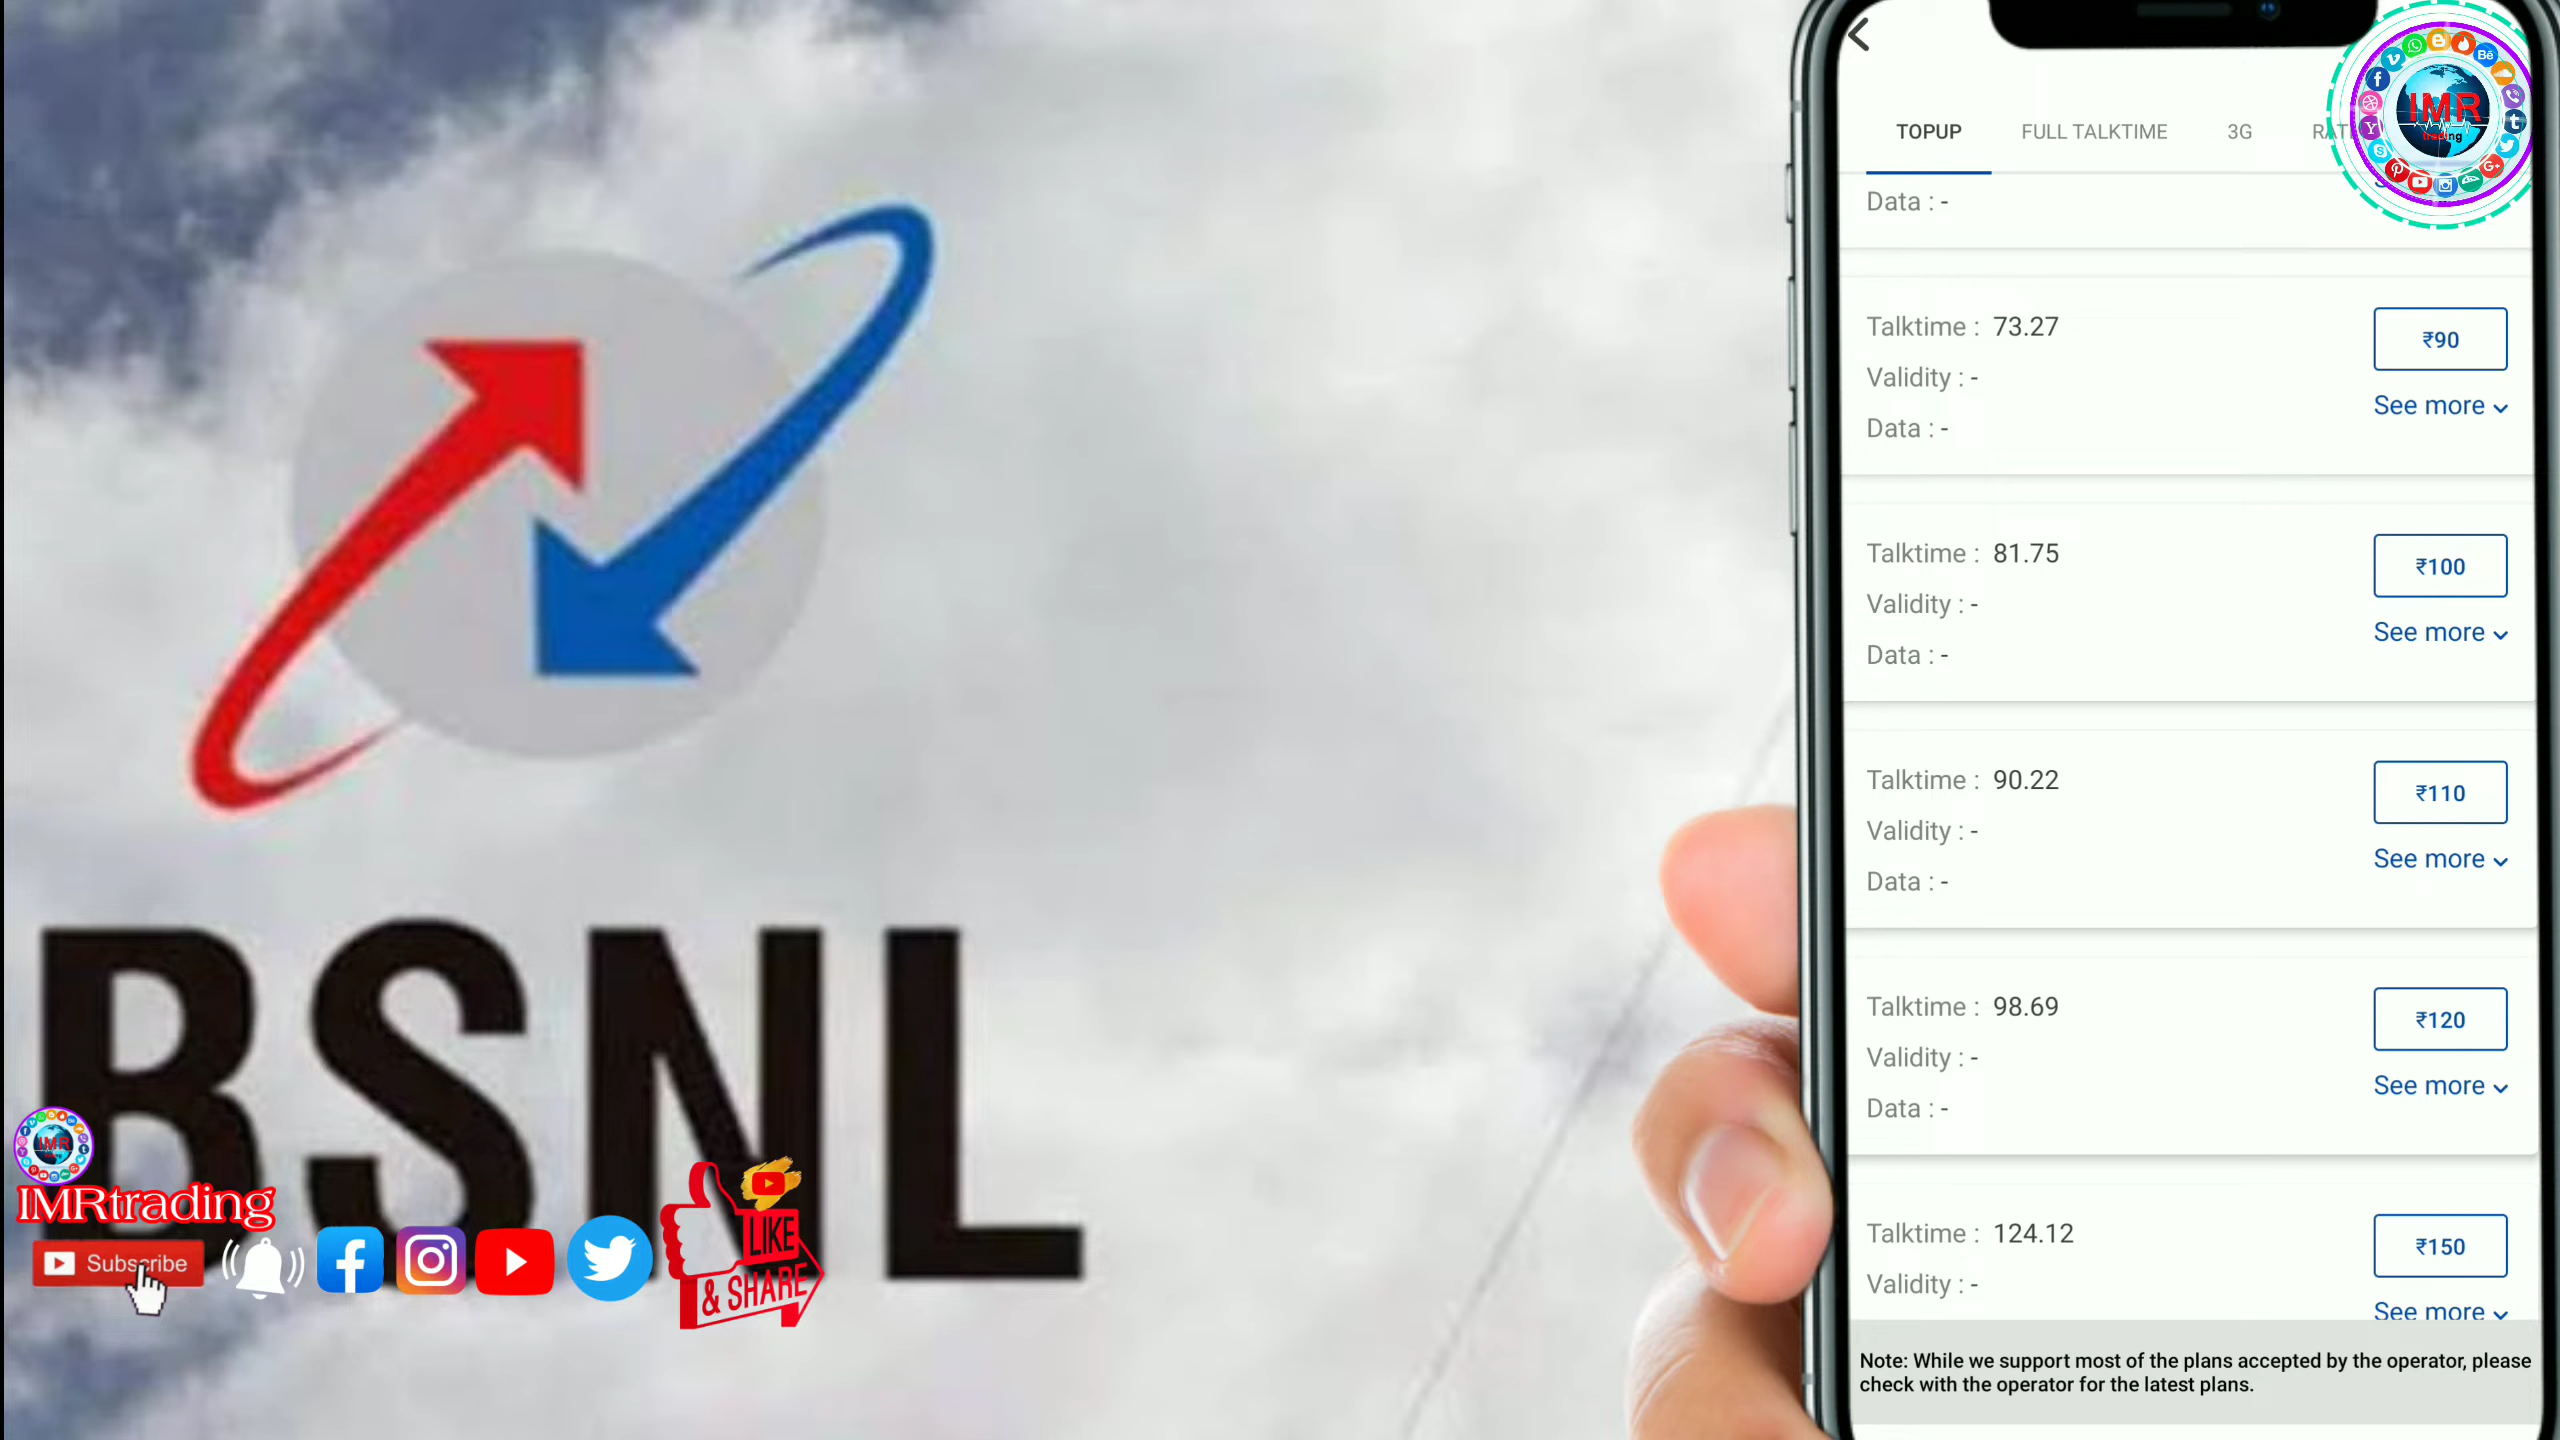 BSNL
IMRtrading
Subscribe
LIKE
& SHARE
IMR
trading
TOPUP
FULL TALKTIME
3G
Data : -
Talktime : 73.27
₹90
Validity : -
See more
Data : -
Talktime : 81.75
₹100
Validity : -
See more
Data : -
Talktime : 90.22
₹110
Validity : -
See more
Data : -
Talktime : 98.69
₹120
Validity : -
See more
Data : -
Talktime : 124.12
₹150
Validity : -
See more
Note: While we support most of the plans accepted by the operator, please
check with the operator for the latest plans.